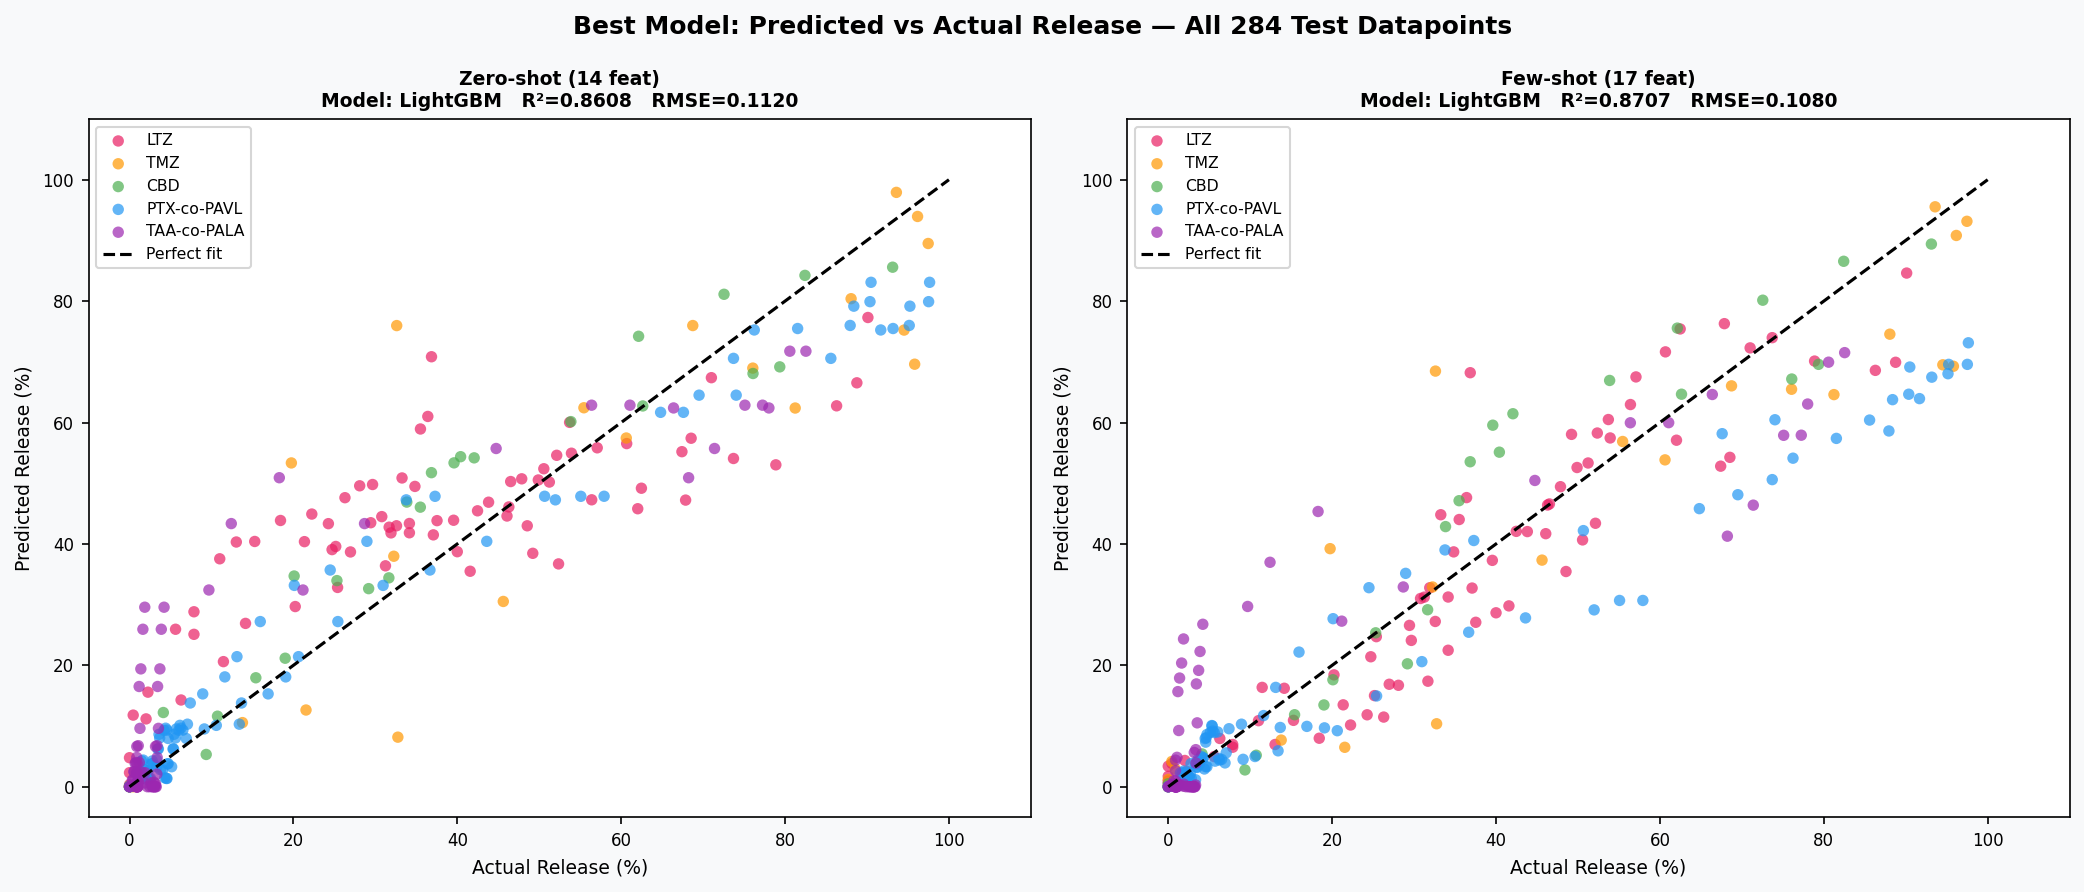 Best Model: Predicted vs Actual Release — All 284 Test Datapoints
Zero-shot (14 feat)
Model: LightGBM   R²=0.8608   RMSE=0.1120
LTZ
TMZ
CBD
PTX-co-PAVL
TAA-co-PALA
Perfect fit
Predicted Release (%)
100
80
60
40
20
0
0 20 40 60 80 100
Actual Release (%)
Few-shot (17 feat)
Model: LightGBM   R²=0.8707   RMSE=0.1080
LTZ
TMZ
CBD
PTX-co-PAVL
TAA-co-PALA
Perfect fit
Predicted Release (%)
100
80
60
40
20
0
0 20 40 60 80 100
Actual Release (%)